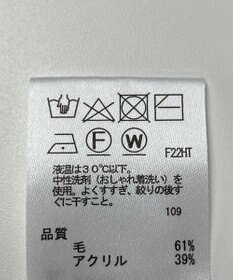 F W F22HT
液温は30℃以下。
中性洗剤（おしゃれ着洗い）を
使用。よくすすぎ、絞りの後す
ぐに干すこと。
109
品質
毛 61%
アクリル 39%